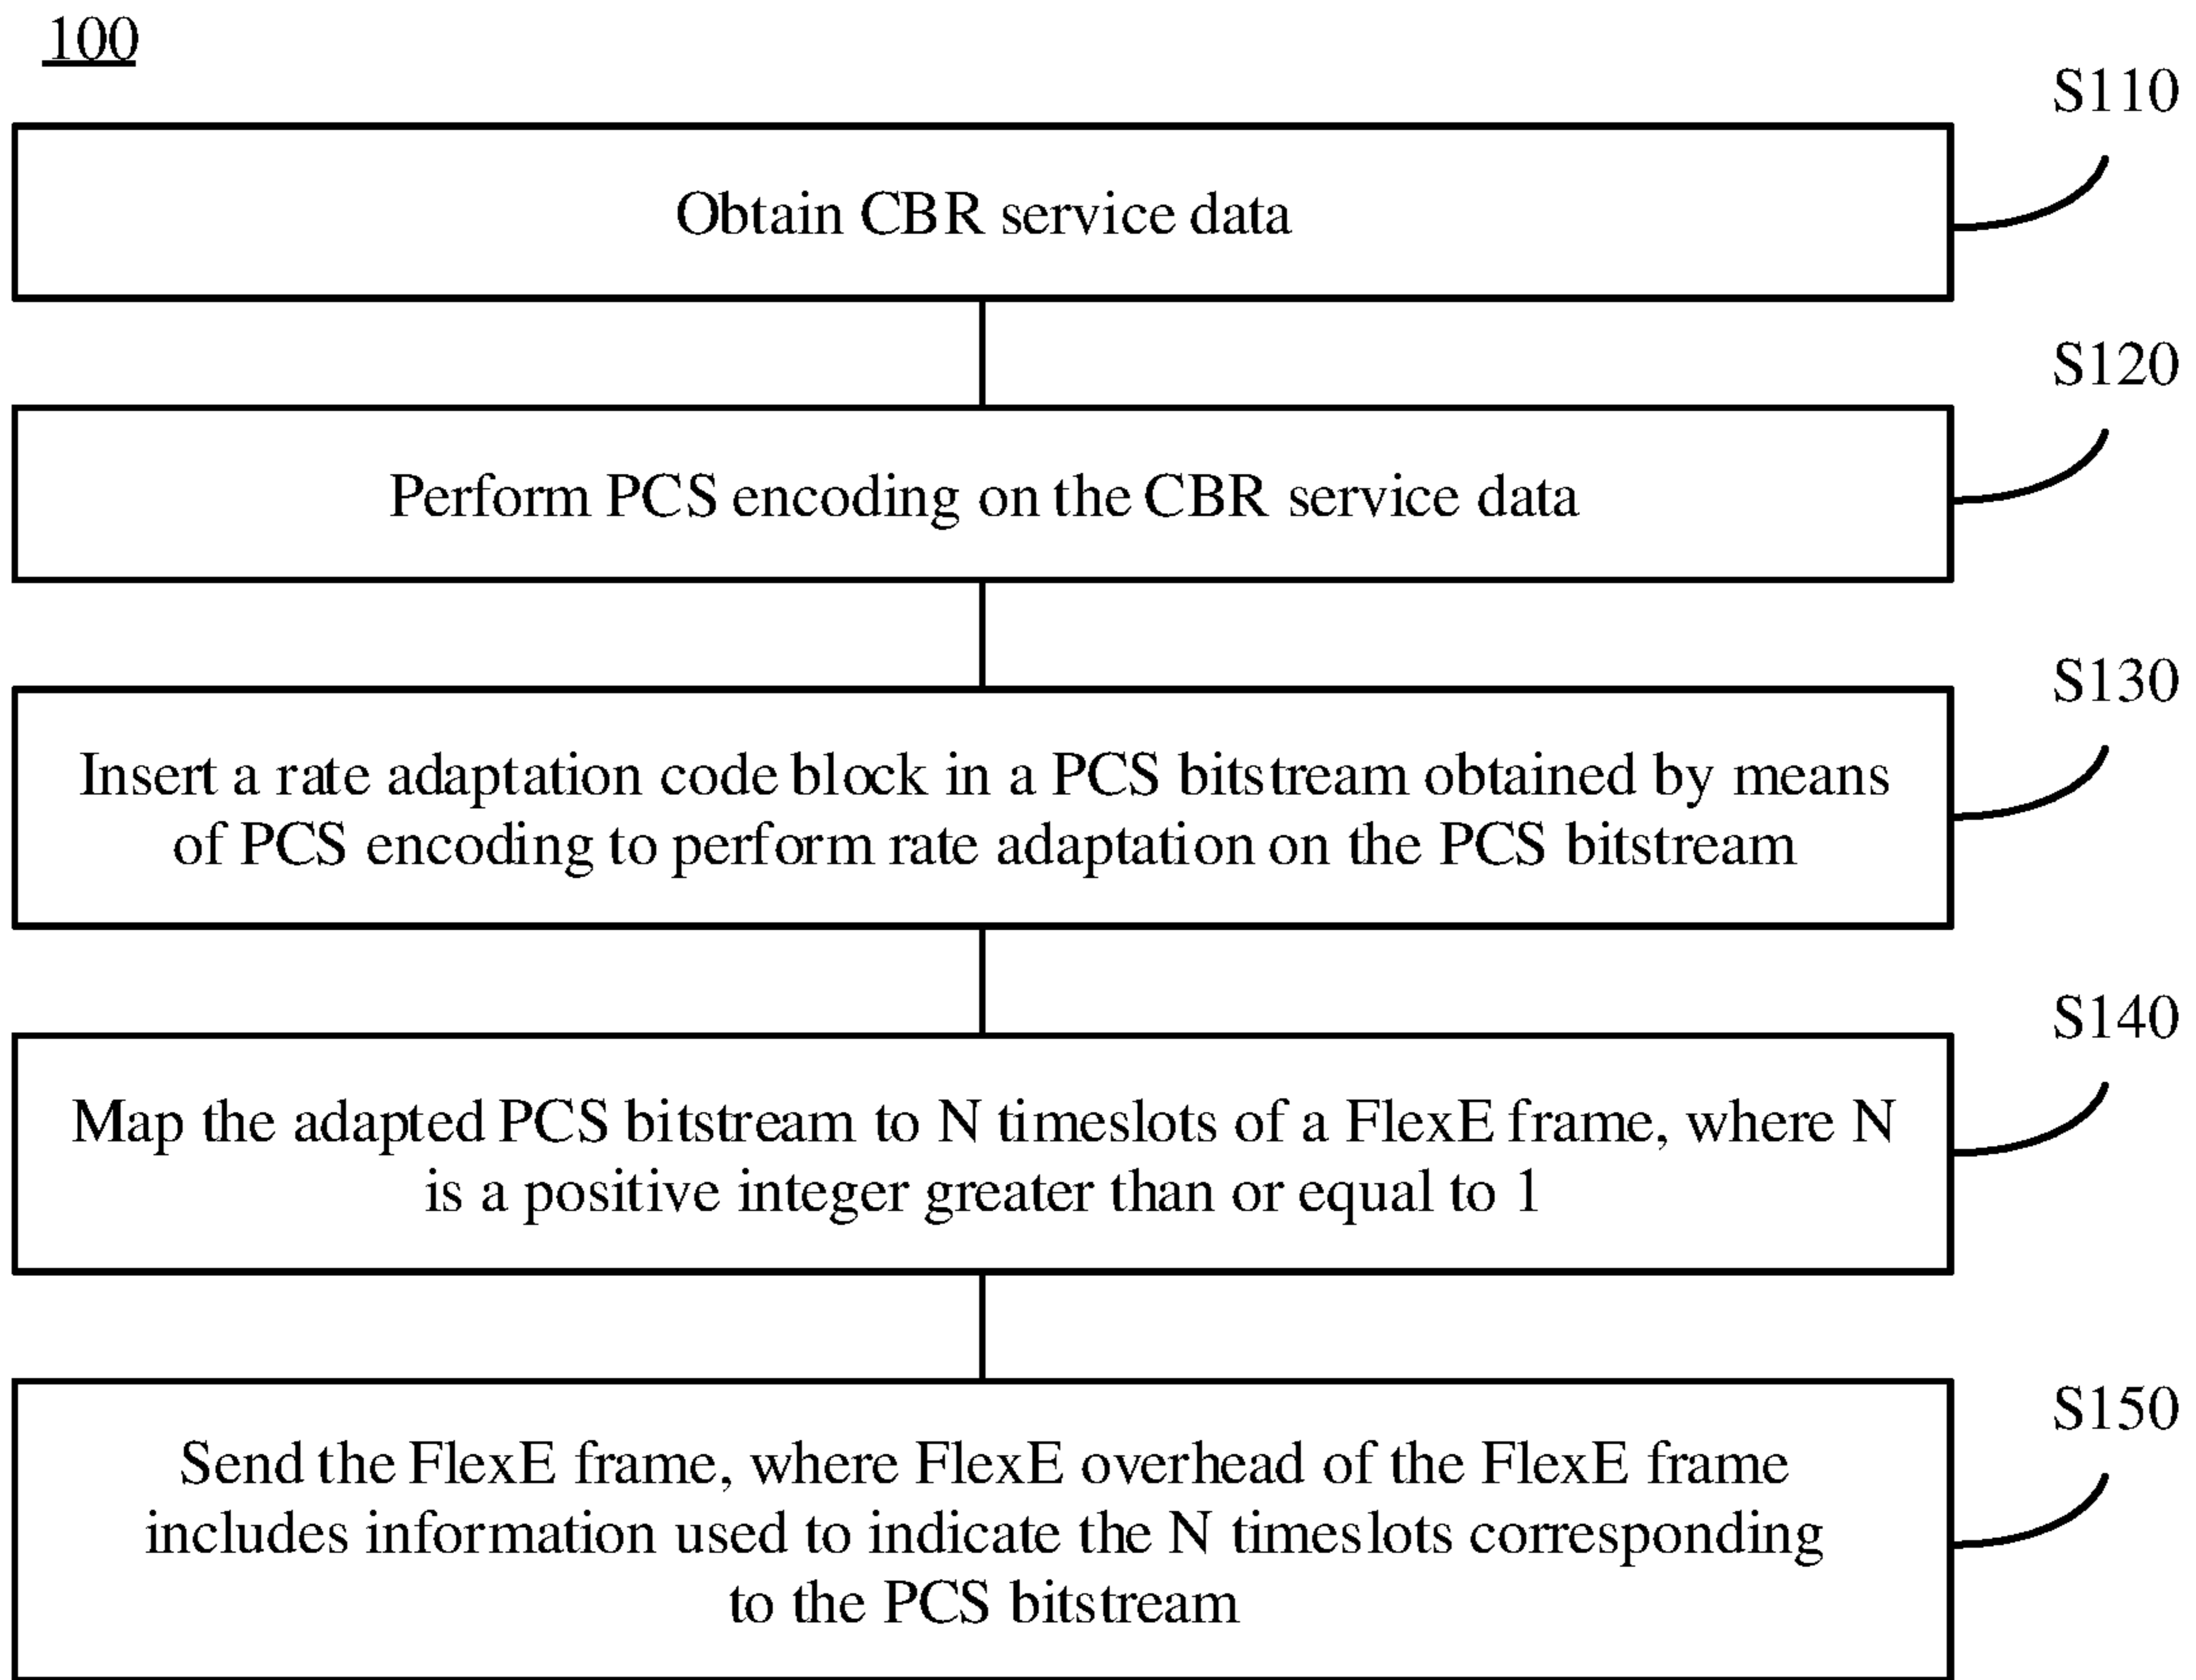 100
S110
Obtain CBR service data
S120
Perform PCS encoding on the CBR service data
S130
Insert a rate adaptation code block in a PCS bitstream obtained by means
of PCS encoding to perform rate adaptation on the PCS bitstream
S140
Map the adapted PCS bitstream to N timeslots of a FlexE frame, where N
is a positive integer greater than or equal to 1
S150
Send the FlexE frame, where FlexE overhead of the FlexE frame
includes information used to indicate the N timeslots corresponding
to the PCS bitstream